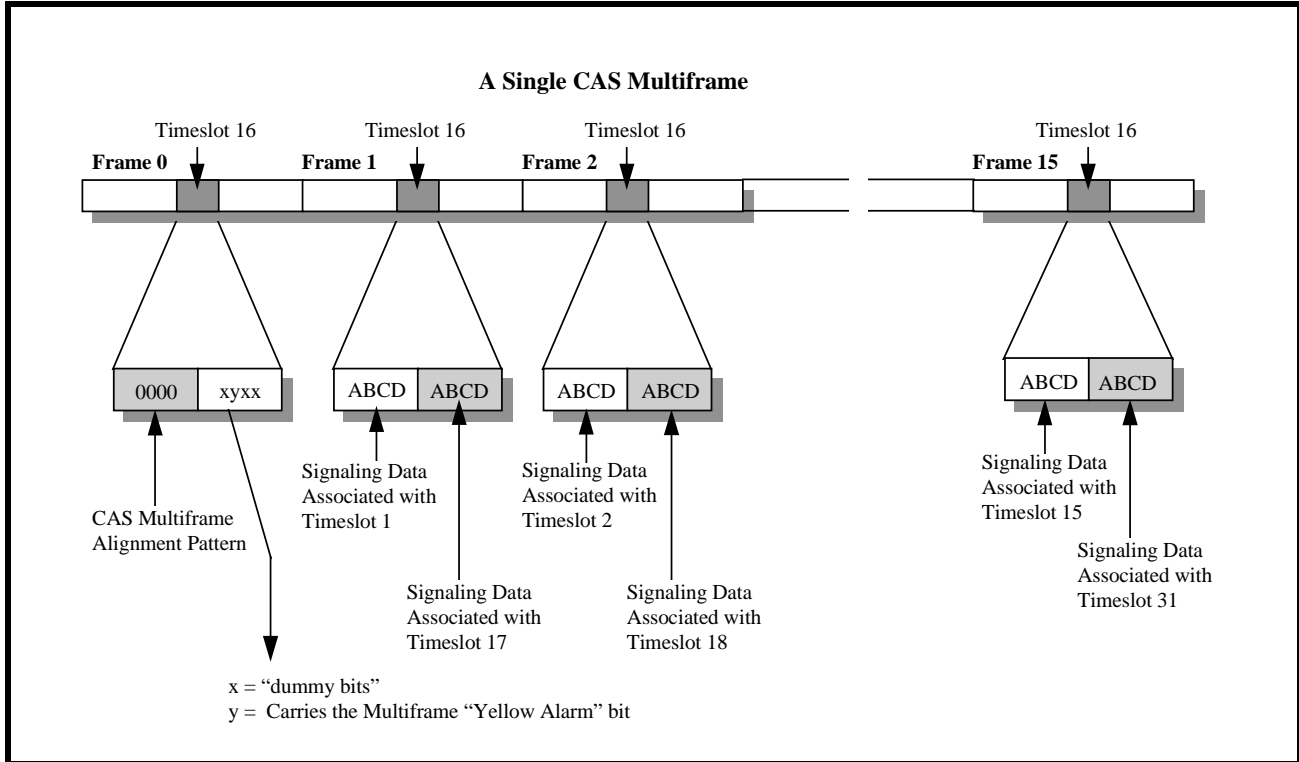 A Single CAS Multiframe
Timeslot 16
Timeslot 16
Timeslot 16
Timeslot 16
Frame 0
Frame 1
Frame 2
Frame 15
0000
xyxx
ABCD
ABCD
ABCD
ABCD
ABCD
ABCD
CAS Multiframe
Alignment Pattern
Signaling Data
Associated with
Timeslot 1
Signaling Data
Associated with
Timeslot 17
Signaling Data
Associated with
Timeslot 2
Signaling Data
Associated with
Timeslot 18
Signaling Data
Associated with
Timeslot 15
Signaling Data
Associated with
Timeslot 31
x = “dummy bits”
y =  Carries the Multiframe “Yellow Alarm” bit